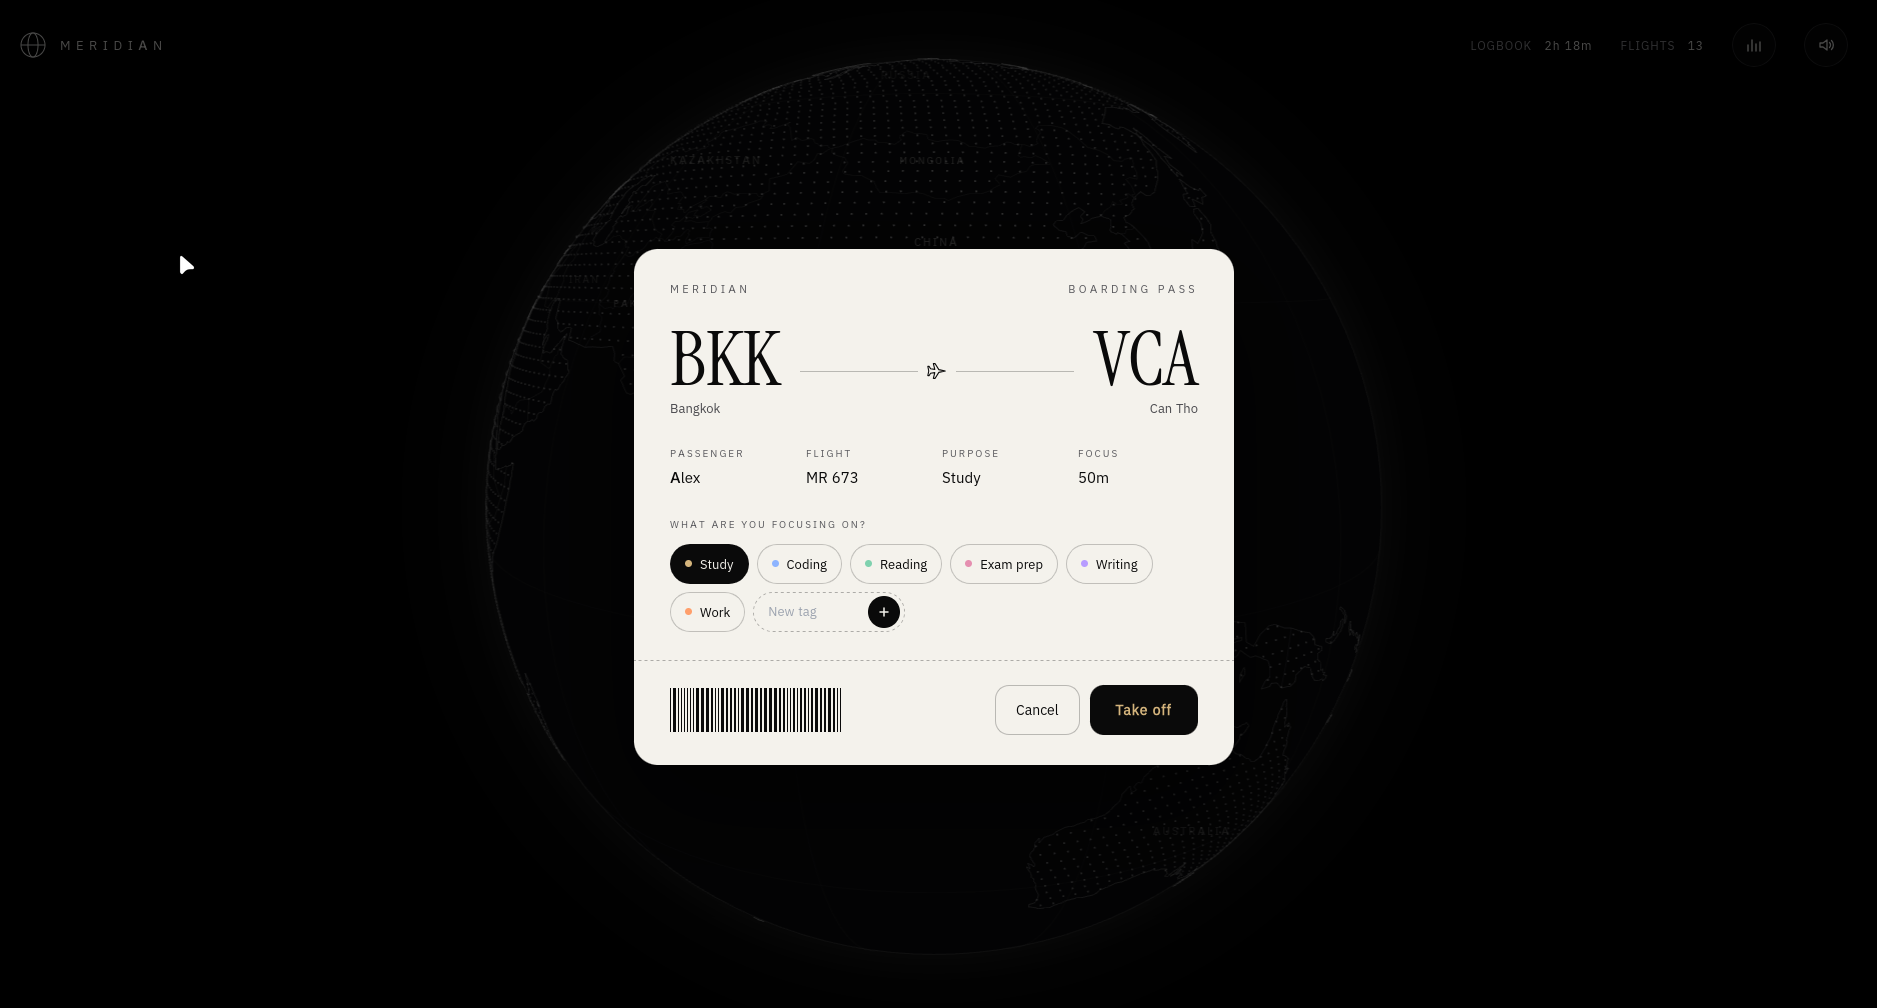 MERIDIAN
LOGBOOK 2h 18m FLIGHTS 13
KAZAKHSTAN
MONGOLIA
CHINA
IRAN
MERIDIAN BOARDING PASS
BKK VCA
Bangkok Can Tho
PASSENGER FLIGHT PURPOSE FOCUS
Alex MR 673 Study 50m
WHAT ARE YOU FOCUSING ON?
Study Coding Reading Exam prep Writing
Work New tag +
Cancel Take off
AUSTRALIA